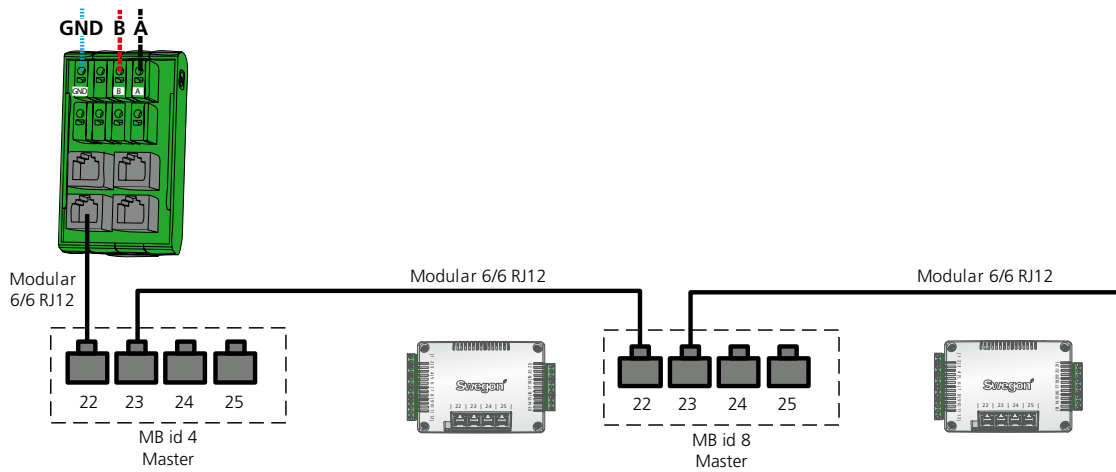 GND B A
GND B A
Modular
6/6 RJ12
Modular 6/6 RJ12
Modular 6/6 RJ12
22 23 24 25
MB id 4
Master
Swegon
22 23 24 25
22 23 24 25
MB id 8
Master
Swegon
22 23 24 25